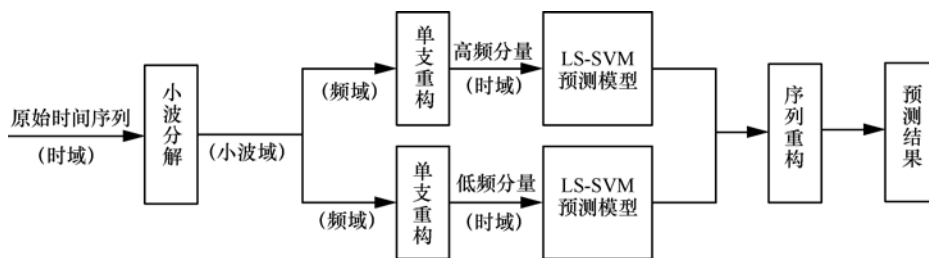 原始时间序列
(时域)
小波分解
(小波域)
(频域)
单支重构
高频分量
(时域)
LS-SVM
预测模型
(频域)
单支重构
低频分量
(时域)
LS-SVM
预测模型
序列重构
预测结果